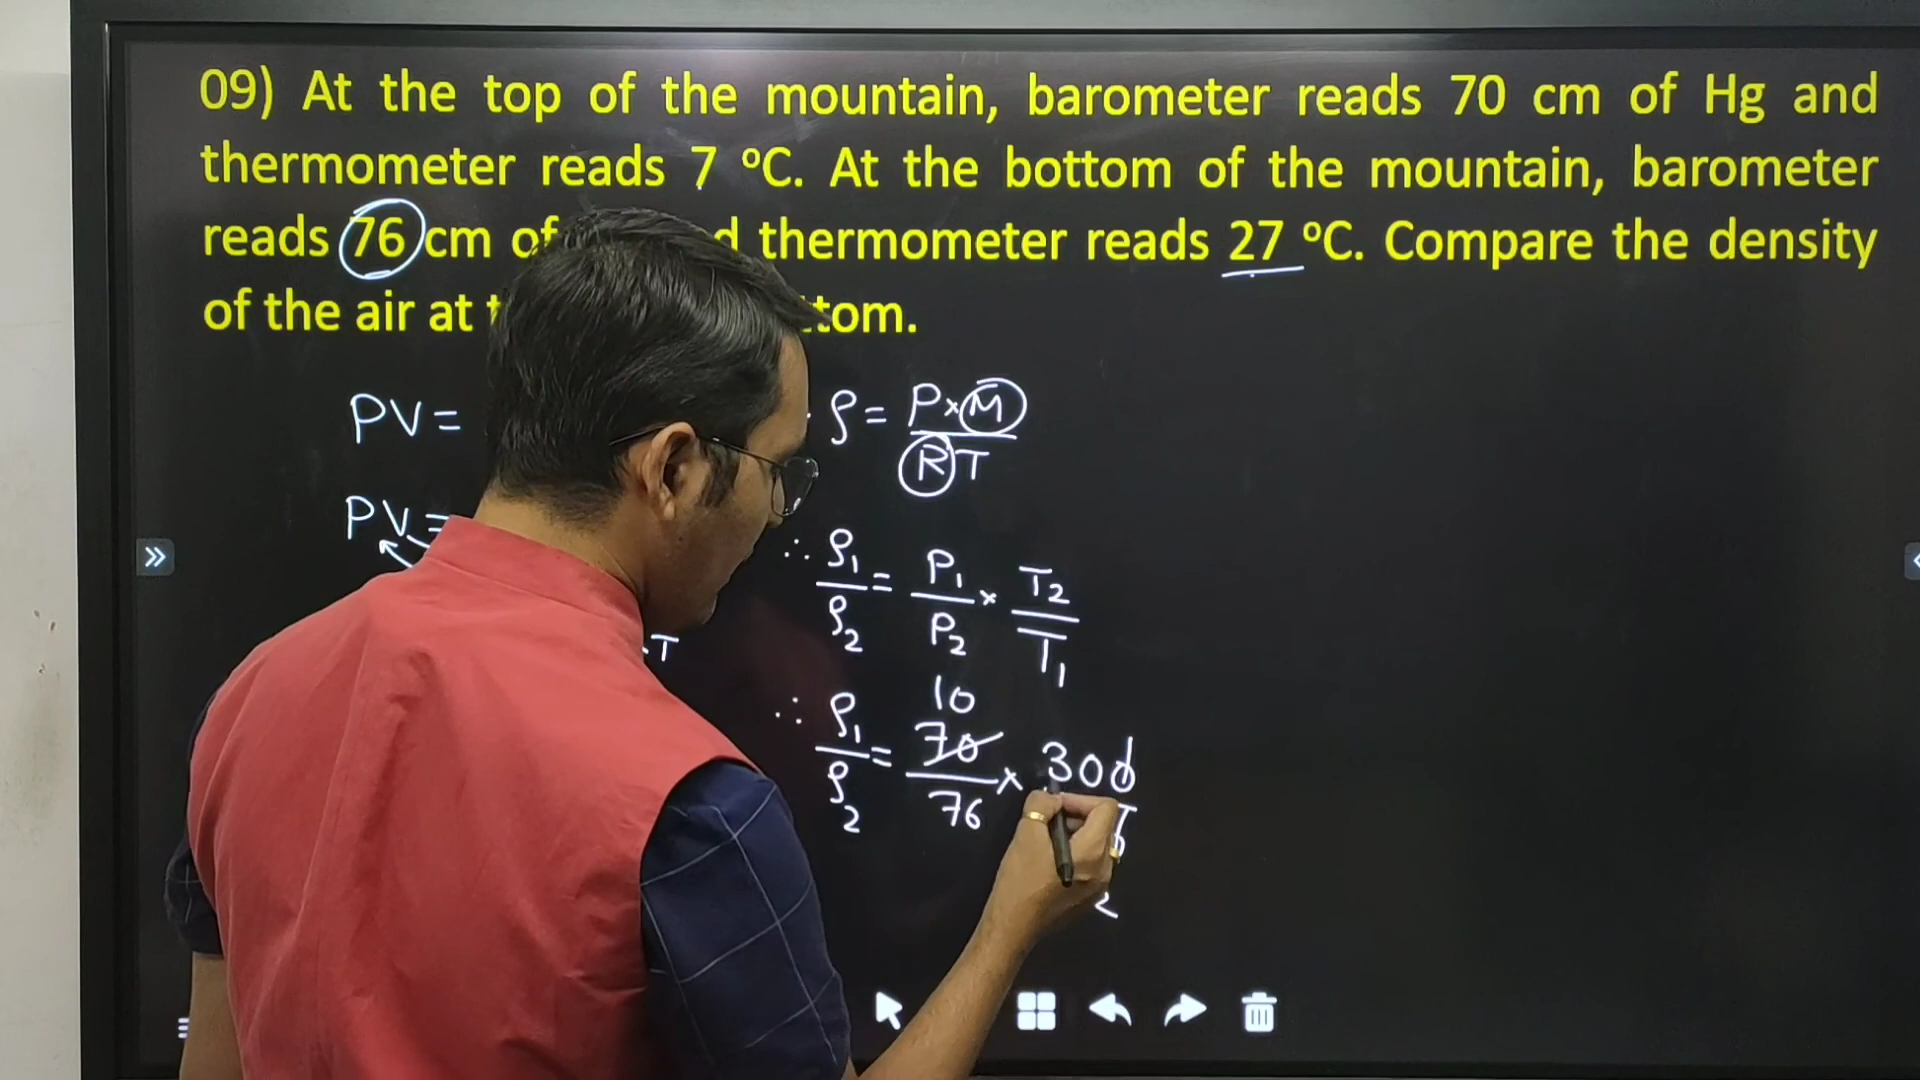 09) At the top of the mountain, barometer reads 70 cm of Hg and
thermometer reads 7 °C. At the bottom of the mountain, barometer
reads 76 cm of d thermometer reads 27 °C. Compare the density
of the air at t ttom.
PV =
∴ ρ = P×M / RT
PV =
∴ ρ₁/ρ₂ = P₁/P₂ × T₂/T₁
T
10
∴ ρ₁/ρ₂ = 70/76 × 300
2